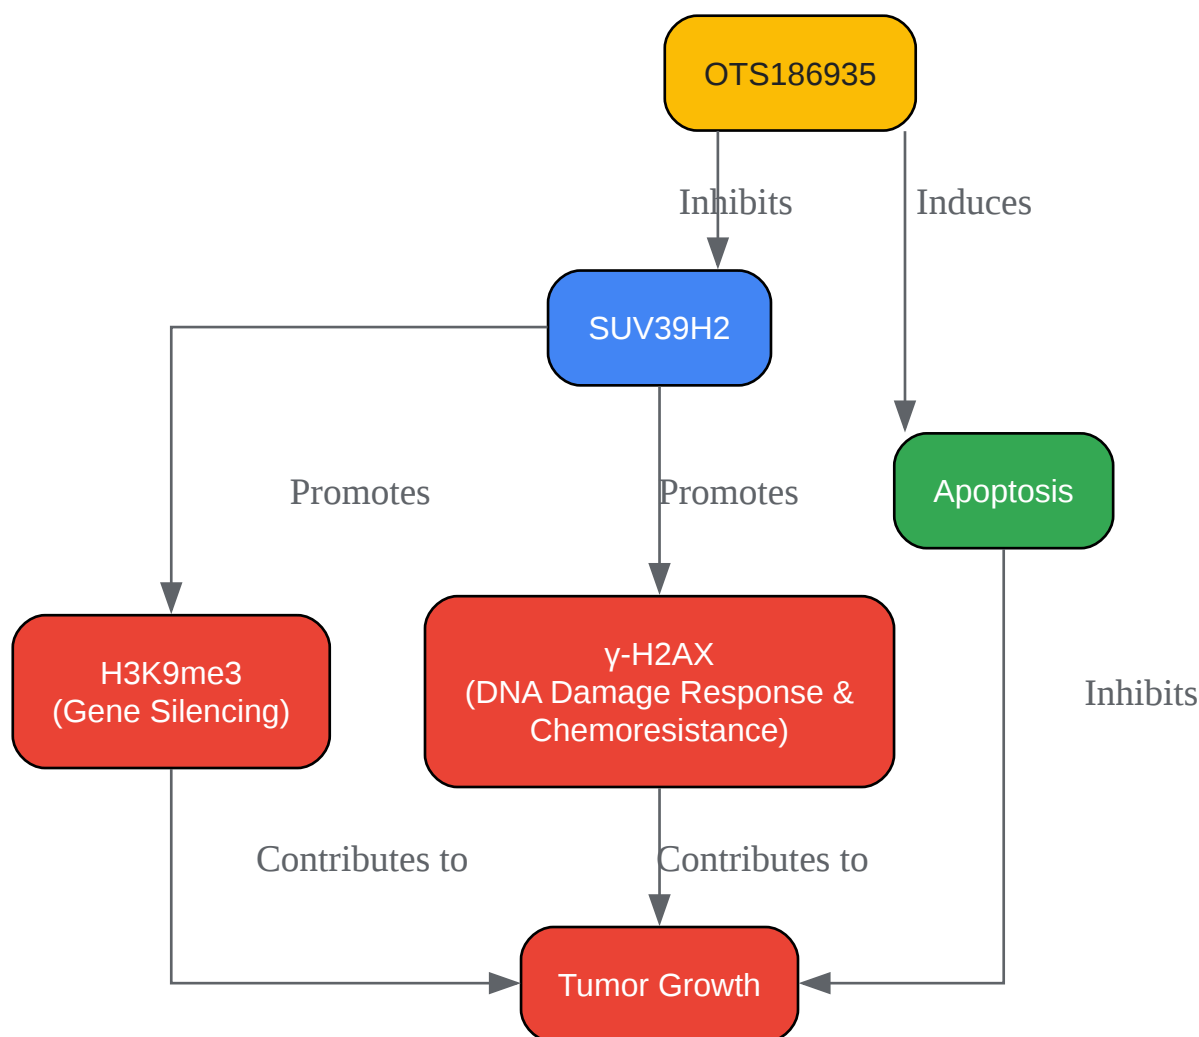 OTS186935
Inhibits
Induces
SUV39H2
Promotes
Promotes
Apoptosis
H3K9me3
(Gene Silencing)
γ-H2AX
(DNA Damage Response &
Chemoresistance)
Inhibits
Contributes to
Contributes to
Tumor Growth